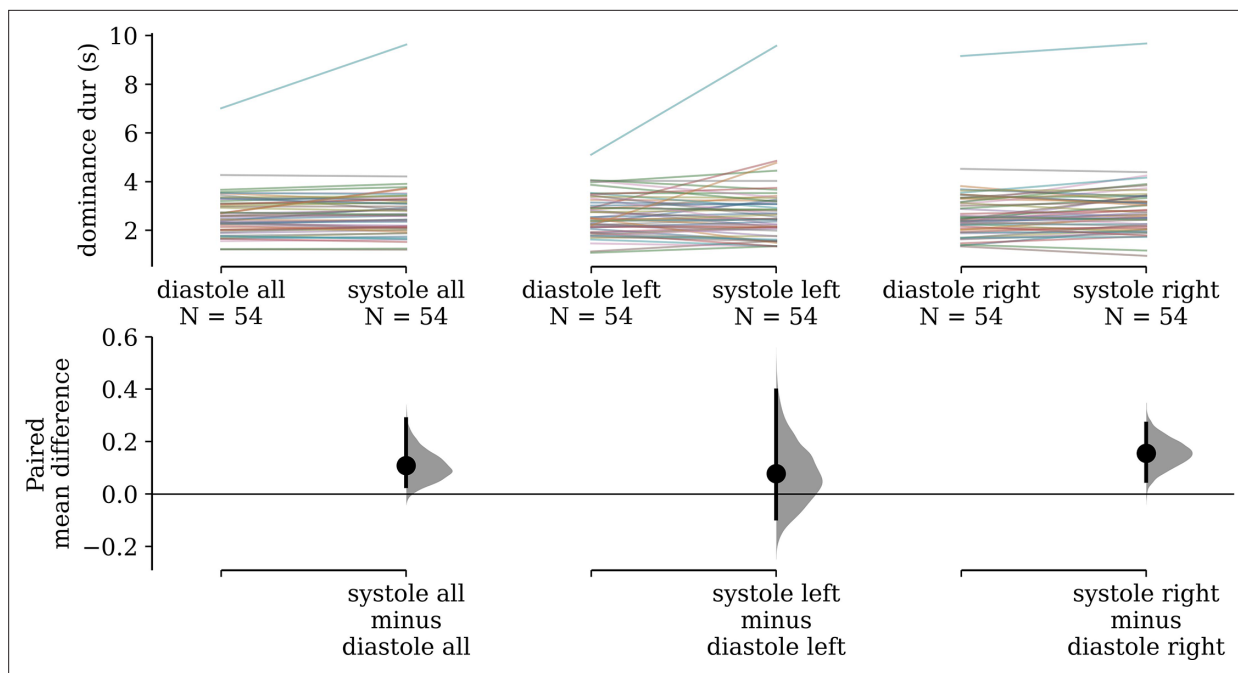 dominance dur (s)
10
8
6
4
2
diastole all
N = 54
systole all
N = 54
diastole left
N = 54
systole left
N = 54
diastole right
N = 54
systole right
N = 54
Paired
mean difference
0.6
0.4
0.2
0.0
−0.2
systole all
minus
diastole all
systole left
minus
diastole left
systole right
minus
diastole right